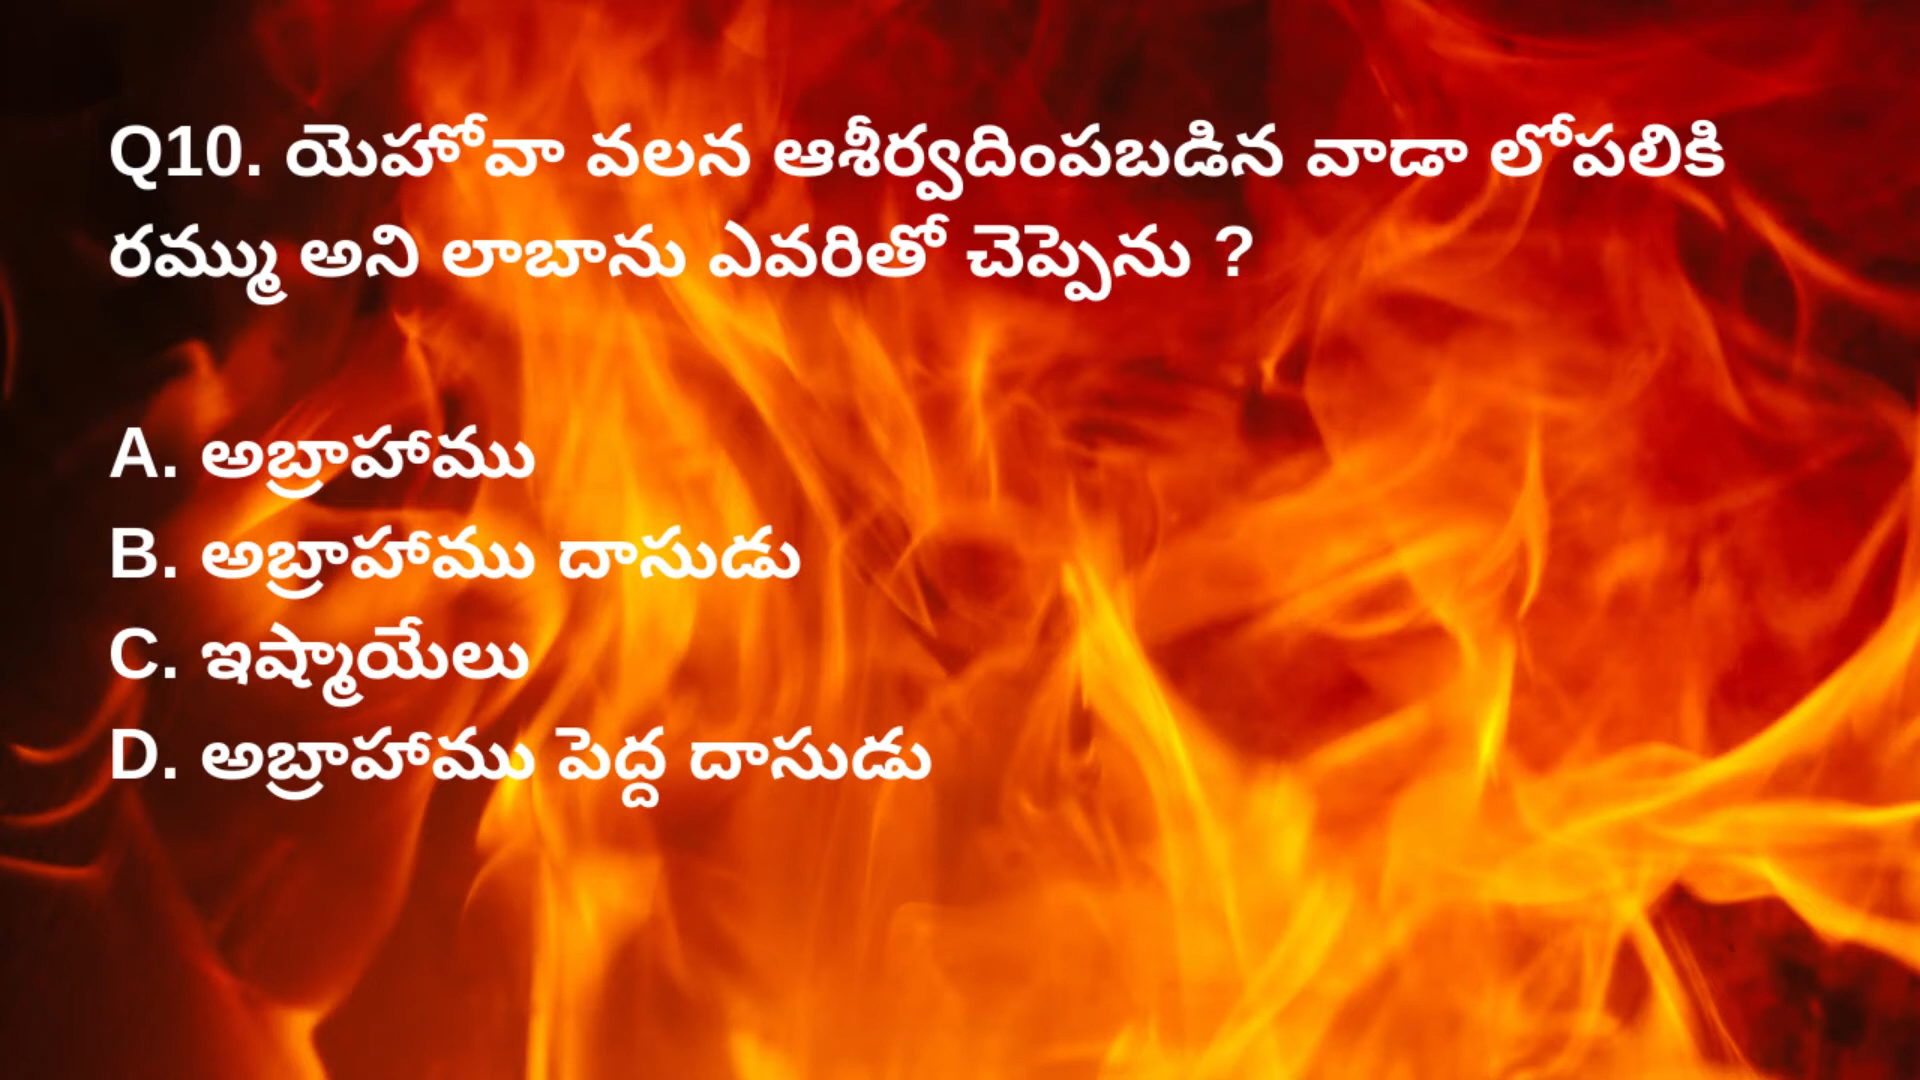 Q10. యెహోవా వలన ఆశీర్వదింపబడిన వాడా లోపలికి
రమ్ము అని లాబాను ఎవరితో చెప్పెను ?
A. అబ్రాహాము
B. అబ్రాహాము దాసుడు
C. ఇష్మాయేలు
D. అబ్రాహాము పెద్ద దాసుడు